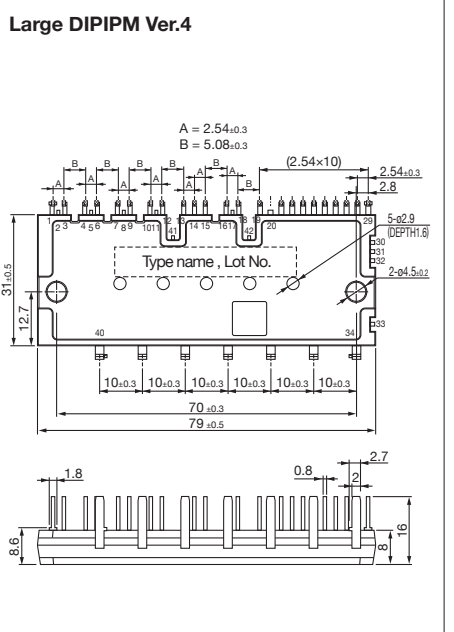 Large DIPIPM Ver.4
A = 2.54±0.3
B = 5.08±0.3
B B B B B B
A A A A A A
(2.54×10)
2.54±0.3
2.8
1 2 3 4 5 6 7 8 9 10 11 12 13 14 15 16 17 18 19 20 29
41 42
5-ø2.9
(DEPTH1.6)
30
31
32
2-ø4.5±0.2
33
Type name , Lot No.
31±0.5
12.7
40 34
10±0.3 10±0.3 10±0.3 10±0.3 10±0.3 10±0.3
70 ±0.3
79 ±0.5
1.8
0.8
2.7
2
8.6
8
16